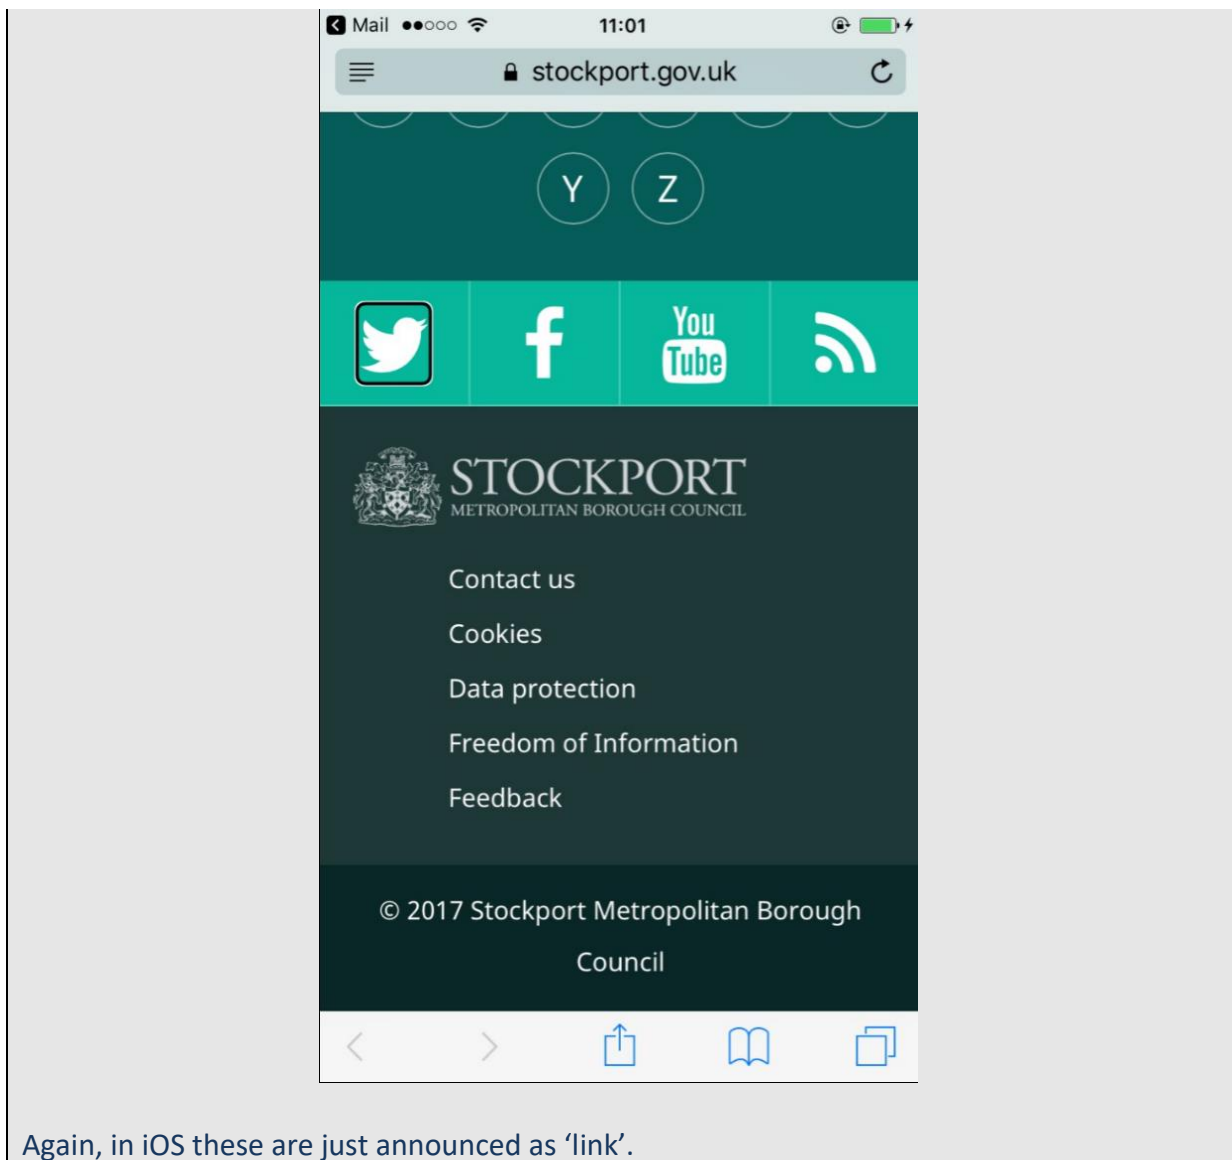 Mail 11:01
stockport.gov.uk
Y Z
f You
Tube
STOCKPORT
METROPOLITAN BOROUGH COUNCIL
Contact us
Cookies
Data protection
Freedom of Information
Feedback
© 2017 Stockport Metropolitan Borough
Council
Again, in iOS these are just announced as ‘link’.